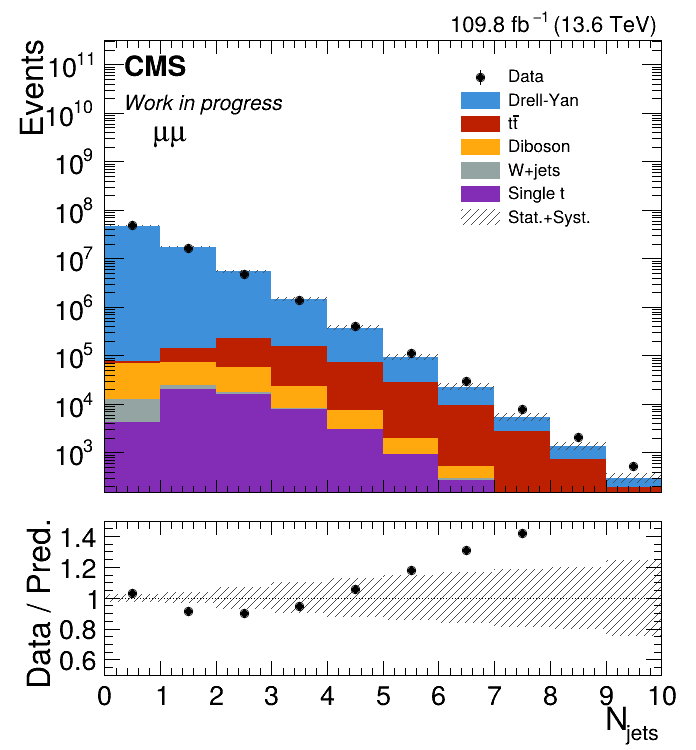 109.8 fb⁻¹ (13.6 TeV)
Events
CMS
Work in progress
μμ
Data
Drell-Yan
tt̅
Diboson
W+jets
Single t
Stat.+Syst.
10¹¹
10¹⁰
10⁹
10⁸
10⁷
10⁶
10⁵
10⁴
10³
Data / Pred.
1.4
1.2
1
0.8
0.6
0 1 2 3 4 5 6 7 8 9 10
N_jets